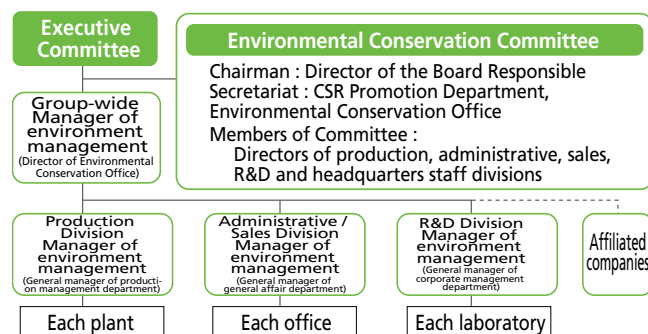 Executive
Committee
Environmental Conservation Committee
Chairman : Director of the Board Responsible
Secretariat : CSR Promotion Department,
Environmental Conservation Office
Members of Committee :
Directors of production, administrative, sales,
R&D and headquarters staff divisions
Group-wide
Manager of
environment
management
(Director of Environmental
Conservation Office)
Production
Division
Manager of
environment
management
(General manager of producti-
on management department)
Administrative /
Sales Division
Manager of
environment
management
(General manager of
general affair department)
R&D Division
Manager of
environment
management
(General manager of
corporate management
department)
Affiliated
companies
Each plant
Each office
Each laboratory